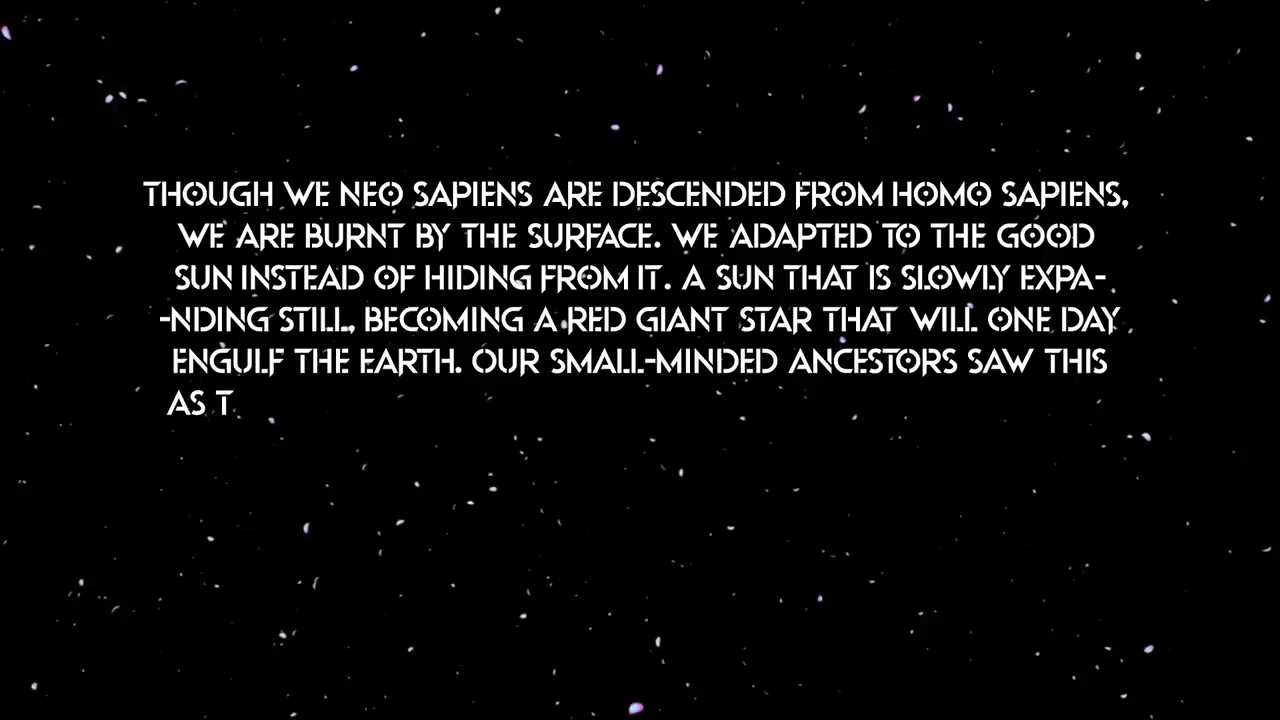 THOUGH WE NEO SAPIENS ARE DESCENDED FROM HOMO SAPIENS,
WE ARE BURNT BY THE SURFACE. WE ADAPTED TO THE GOOD
SUN INSTEAD OF HIDING FROM IT. A SUN THAT IS SLOWLY EXPA-
-NDING STILL, BECOMING A RED GIANT STAR THAT WILL ONE DAY
ENGULF THE EARTH. OUR SMALL-MINDED ANCESTORS SAW THIS
AS T